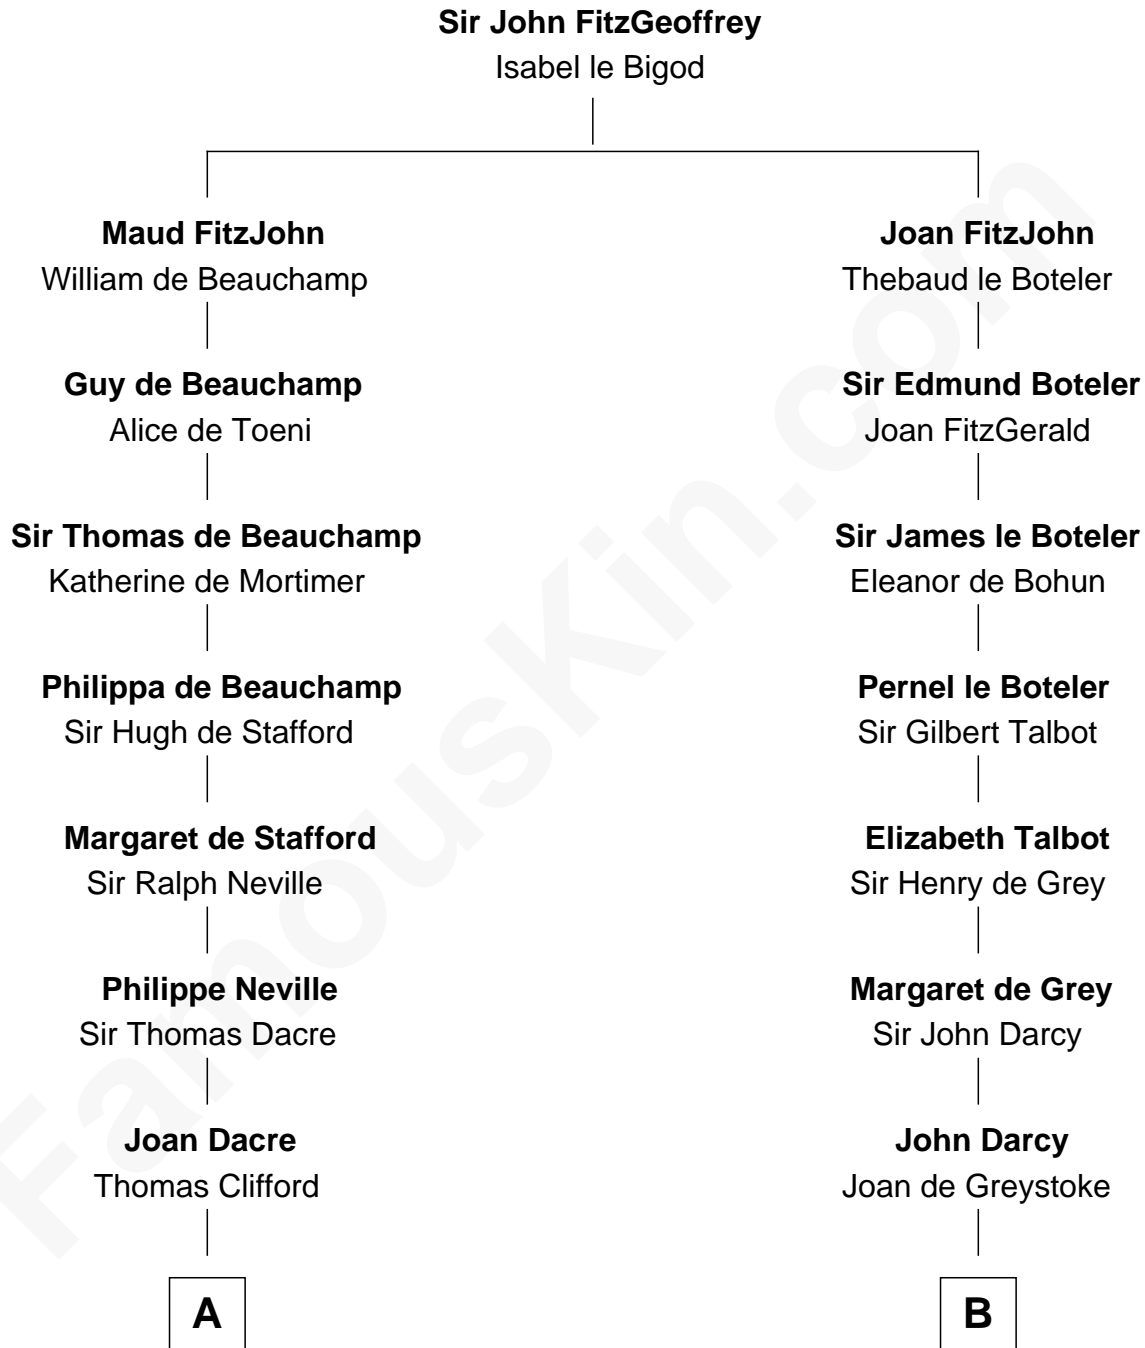 Sir John FitzGeoffrey
Isabel le Bigod
Maud FitzJohn
William de Beauchamp
Joan FitzJohn
Thebaud le Boteler
Guy de Beauchamp
Alice de Toeni
Sir Edmund Boteler
Joan FitzGerald
Sir Thomas de Beauchamp
Katherine de Mortimer
Sir James le Boteler
Eleanor de Bohun
Philippa de Beauchamp
Sir Hugh de Stafford
Pernel le Boteler
Sir Gilbert Talbot
Margaret de Stafford
Sir Ralph Neville
Elizabeth Talbot
Sir Henry de Grey
Philippe Neville
Sir Thomas Dacre
Margaret de Grey
Sir John Darcy
Joan Dacre
Thomas Clifford
John Darcy
Joan de Greystoke
A
B
FamousKin.com